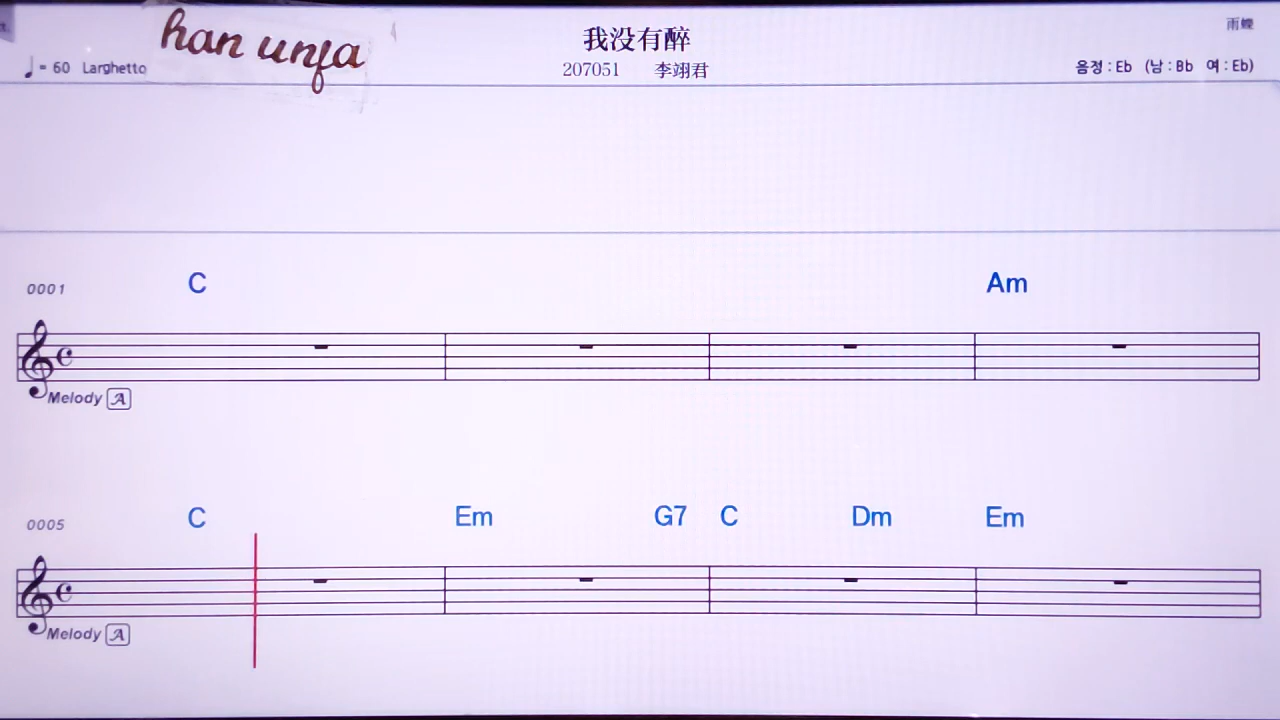 han unfa
我没有醉
雨蝶
♩= 60 Larghetto
207051 李翊君
음정 : Eb (남 : Bb 여 : Eb)
0001 C Am
Melody A
0005 C Em G7 C Dm Em
Melody A